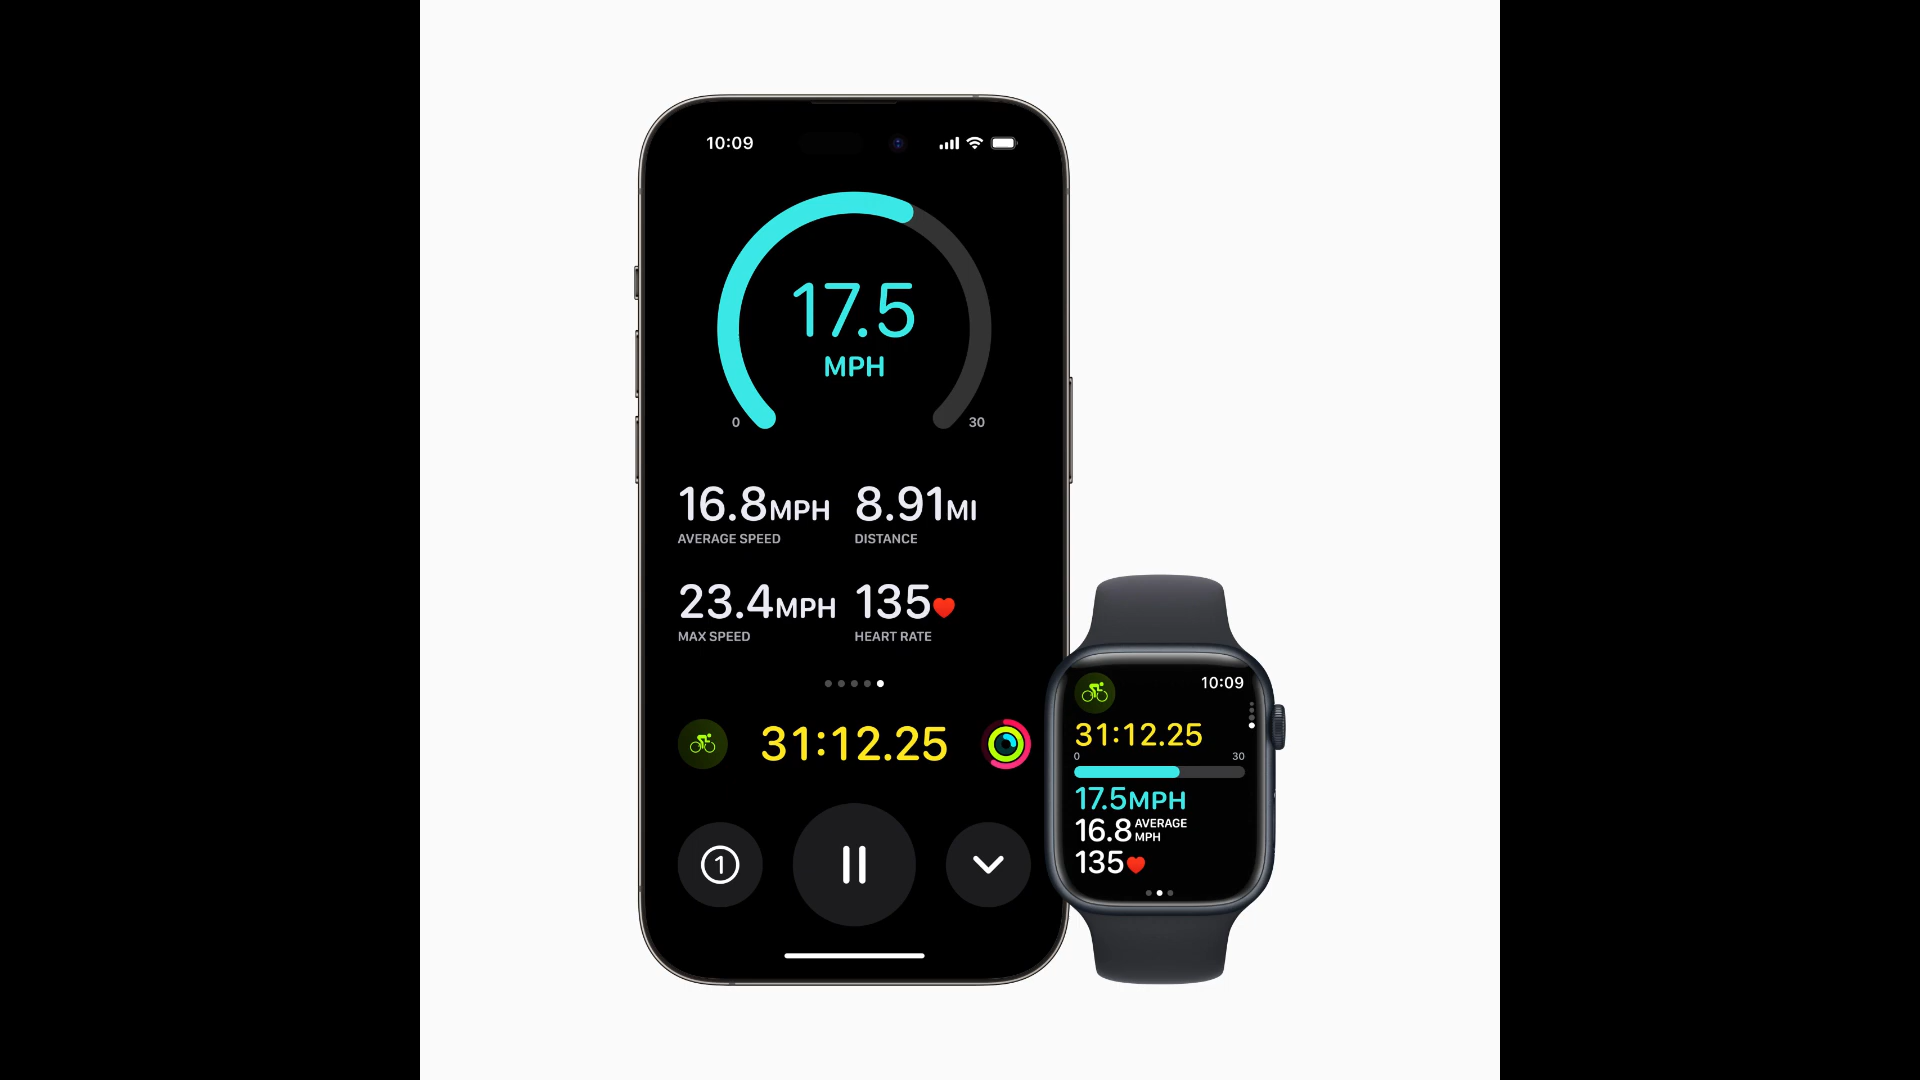 10:09
17.5
MPH
0
30
16.8MPH 8.91MI
AVERAGE SPEED DISTANCE
23.4MPH 135
MAX SPEED HEART RATE
31:12.25
1
10:09
31:12.25
0 30
17.5MPH
16.8 AVERAGE MPH
135